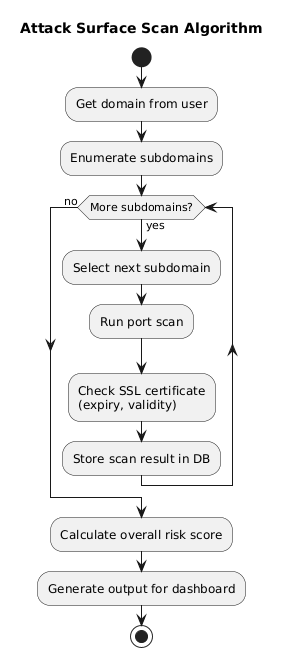 Attack Surface Scan Algorithm
Get domain from user
Enumerate subdomains
no
More subdomains?
yes
Select next subdomain
Run port scan
Check SSL certificate
(expiry, validity)
Store scan result in DB
Calculate overall risk score
Generate output for dashboard